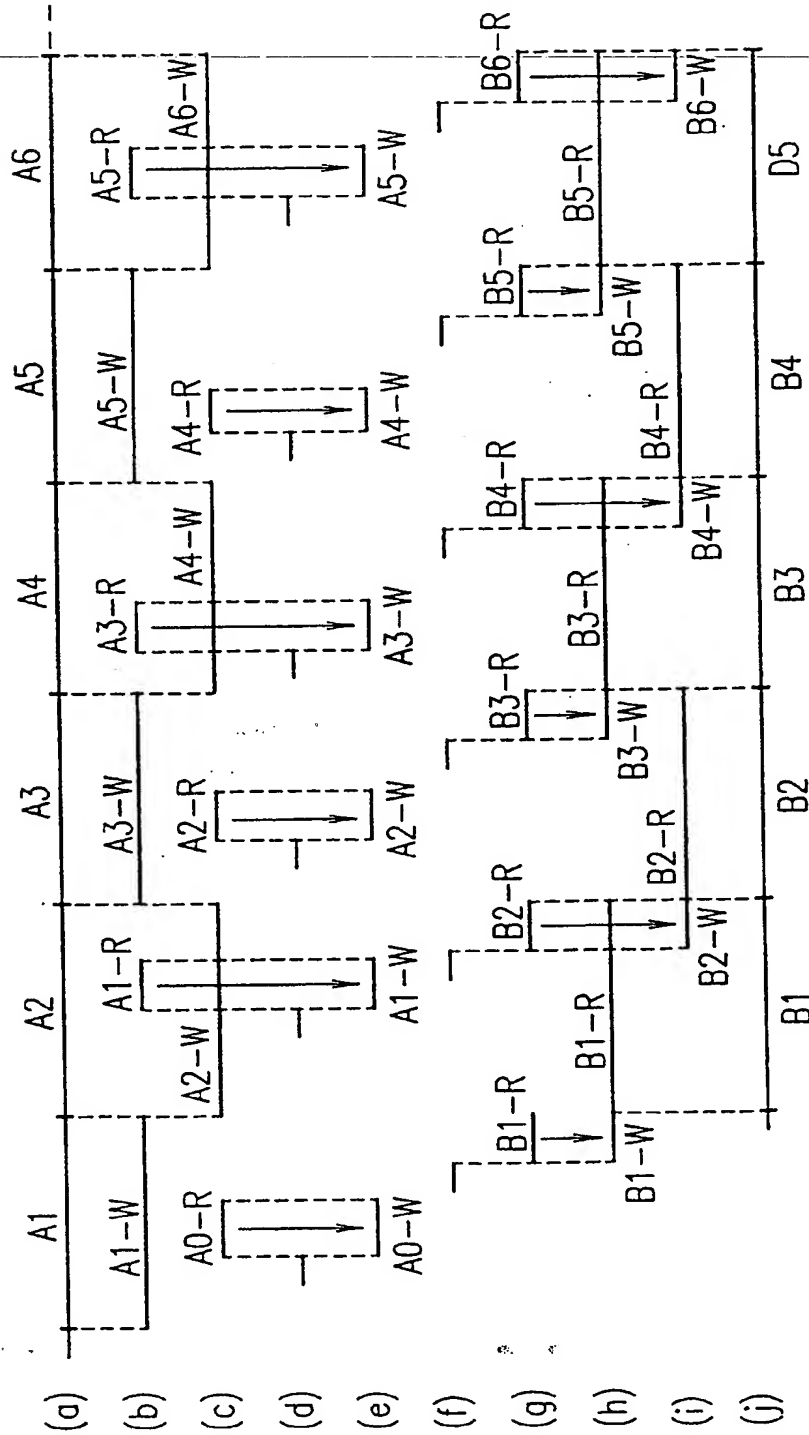 (a) A1 A2 A3 A4 A5 A6
(b) A1-W A1-R A3-W A3-R A5-W A5-R
(c) A0-R A2-W A2-R A4-W A4-R A6-W
(d)
(e) A0-W A1-W A2-W A3-W A4-W A5-W
(f)
(g) B1-R B2-R B3-R B4-R B5-R B6-R
(h) B1-W B1-R B3-W B3-R B5-W B5-R
(i) B2-W B2-R B4-W B4-R B6-W
(j) B1 B2 B3 B4 D5